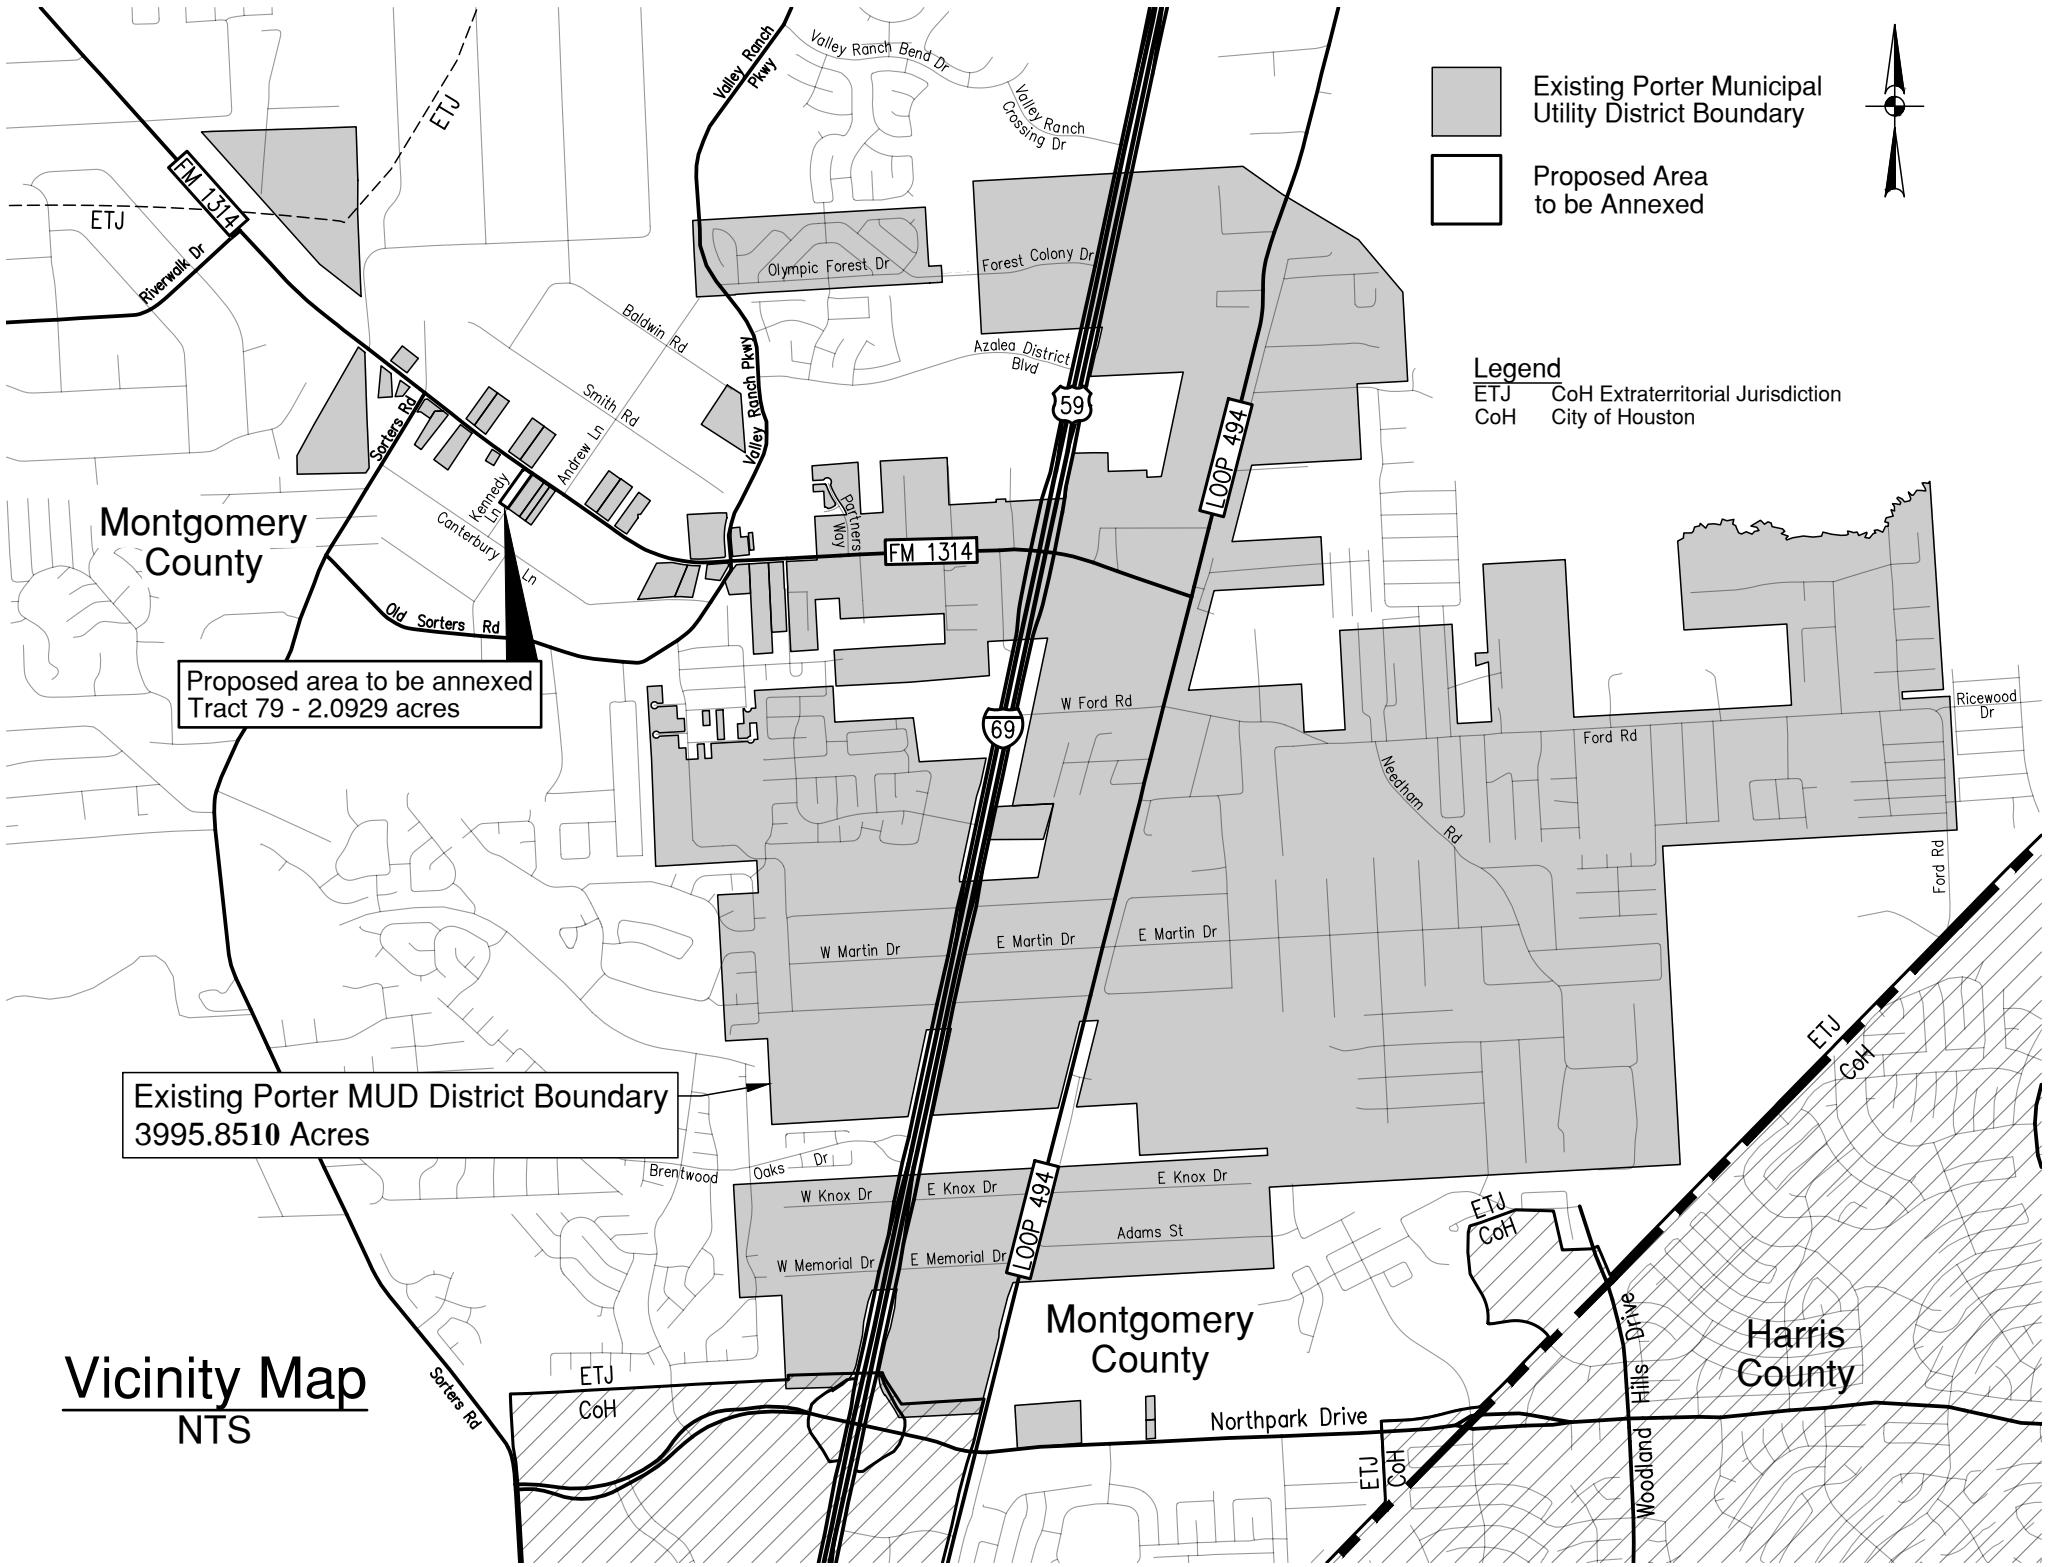 Valley Ranch
Pkwy
Valley Ranch Bend Dr
Valley Ranch
Crossing Dr
Existing Porter Municipal
Utility District Boundary
Proposed Area
to be Annexed
ETJ
FM 1314
ETJ
Riverwalk Dr
Olympic Forest Dr
Forest Colony Dr
Baldwin Rd
Azalea District
Blvd
Valley Ranch Pkwy
Legend
ETJ CoH Extraterritorial Jurisdiction
CoH City of Houston
Smith Rd
59
LOOP 494
Sorters Rd
Andrew Ln
Kennedy
Ln
Canterbury Ln
Partners
Way
FM 1314
Montgomery
County
Old Sorters Rd
Proposed area to be annexed
Tract 79 - 2.0929 acres
W Ford Rd
69
Ford Rd
Ricewood
Dr
Needham Rd
Ford Rd
W Martin Dr
E Martin Dr
E Martin Dr
ETJ
CoH
Existing Porter MUD District Boundary
3995.8510 Acres
Brentwood Oaks Dr
W Knox Dr
E Knox Dr
E Knox Dr
LOOP 494
Adams St
W Memorial Dr
E Memorial Dr
ETJ
CoH
Montgomery
County
Harris
County
Woodland Hills Drive
Vicinity Map
NTS
Sorters Rd
ETJ
CoH
Northpark Drive
ETJ
CoH